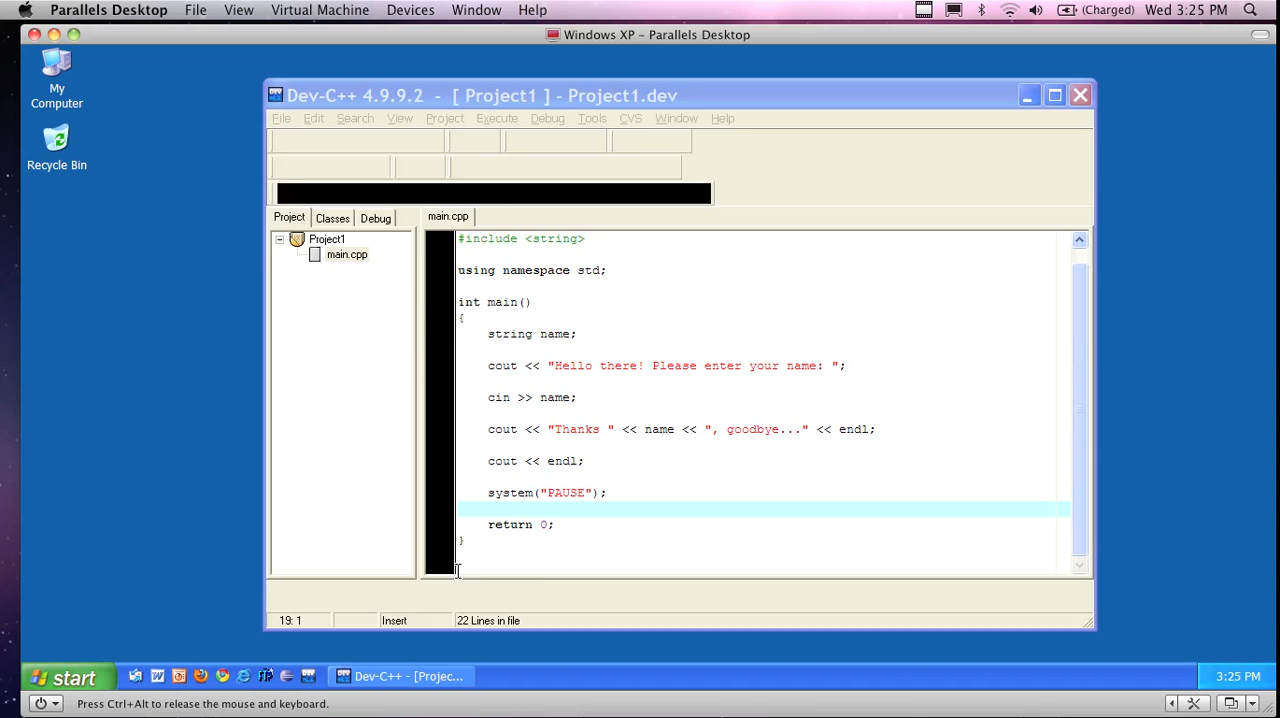 Parallels Desktop File View Virtual Machine Devices Window Help (Charged) Wed 3:25 PM
Windows XP - Parallels Desktop
My Computer
Recycle Bin
Dev-C++ 4.9.9.2 - [ Project1 ] - Project1.dev
File Edit Search View Project Execute Debug Tools CVS Window Help
Project Classes Debug
main.cpp
Project1
main.cpp
#include <string>
using namespace std;
int main()
{
string name;
cout << "Hello there! Please enter your name: ";
cin >> name;
cout << "Thanks " << name << ", goodbye..." << endl;
cout << endl;
system("PAUSE");
return 0;
}
19: 1 Insert 22 Lines in file
start Dev-C++ - [Projec... 3:25 PM
Press Ctrl+Alt to release the mouse and keyboard.